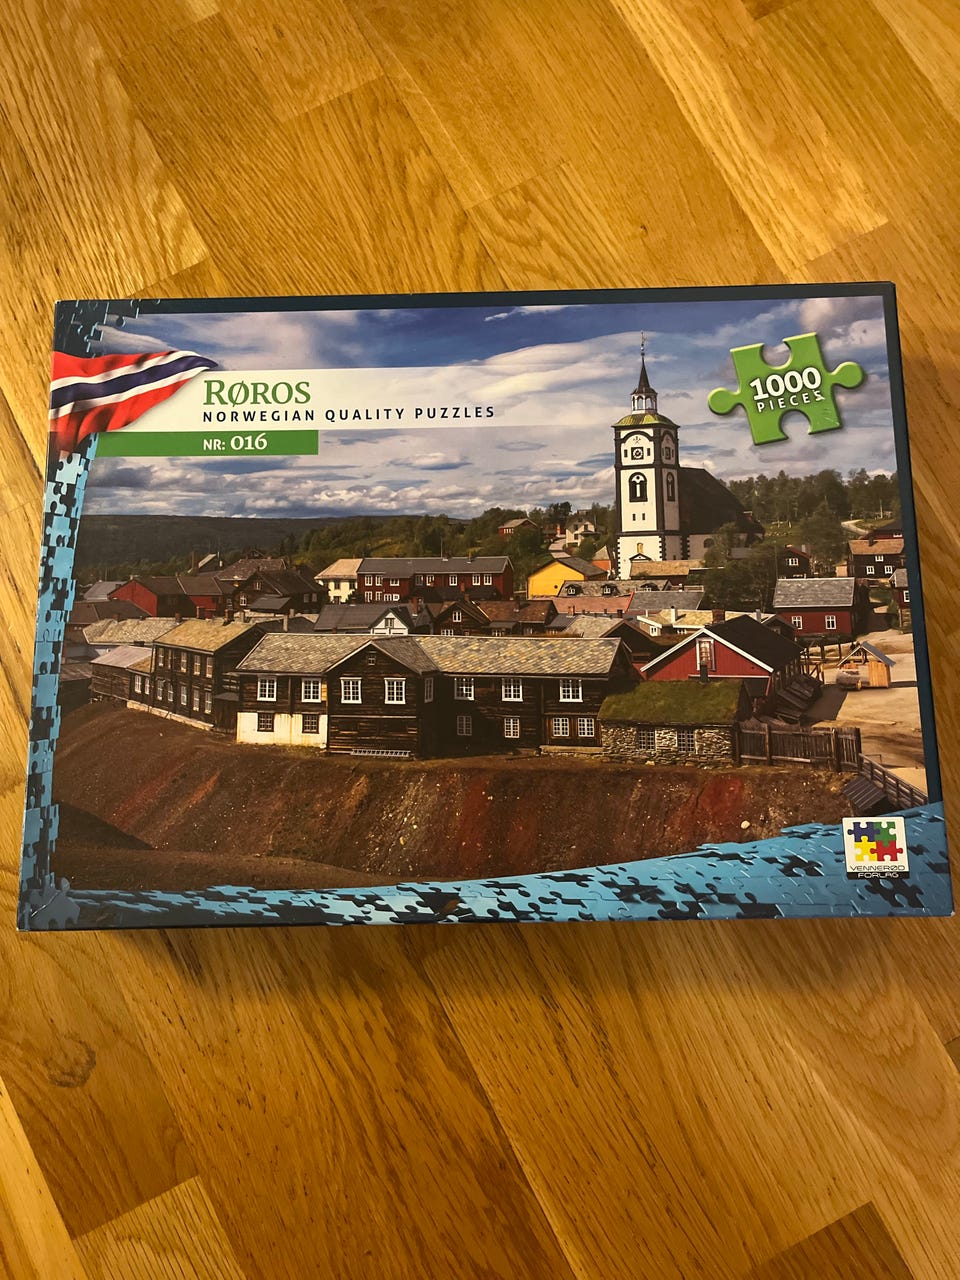 RØROS
NORWEGIAN QUALITY PUZZLES
NR: 016
1000
PIECES
VENNERØD
FORLAG